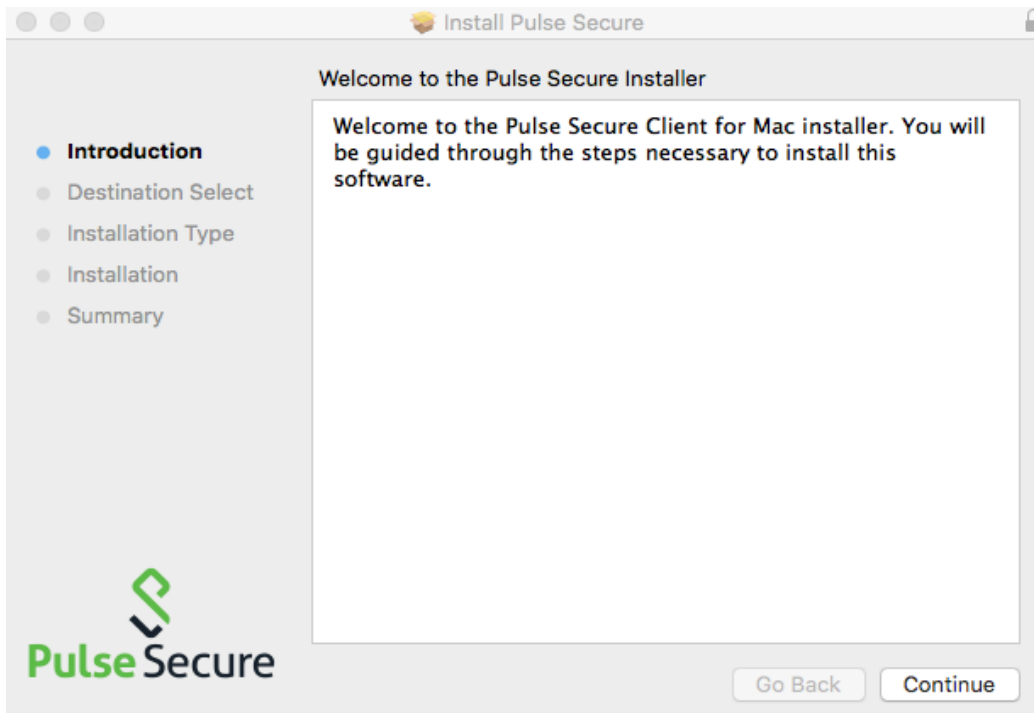 Install Pulse Secure
Welcome to the Pulse Secure Installer
Introduction
Destination Select
Installation Type
Installation
Summary
Welcome to the Pulse Secure Client for Mac installer. You will
be guided through the steps necessary to install this
software.
Pulse Secure
Go Back
Continue